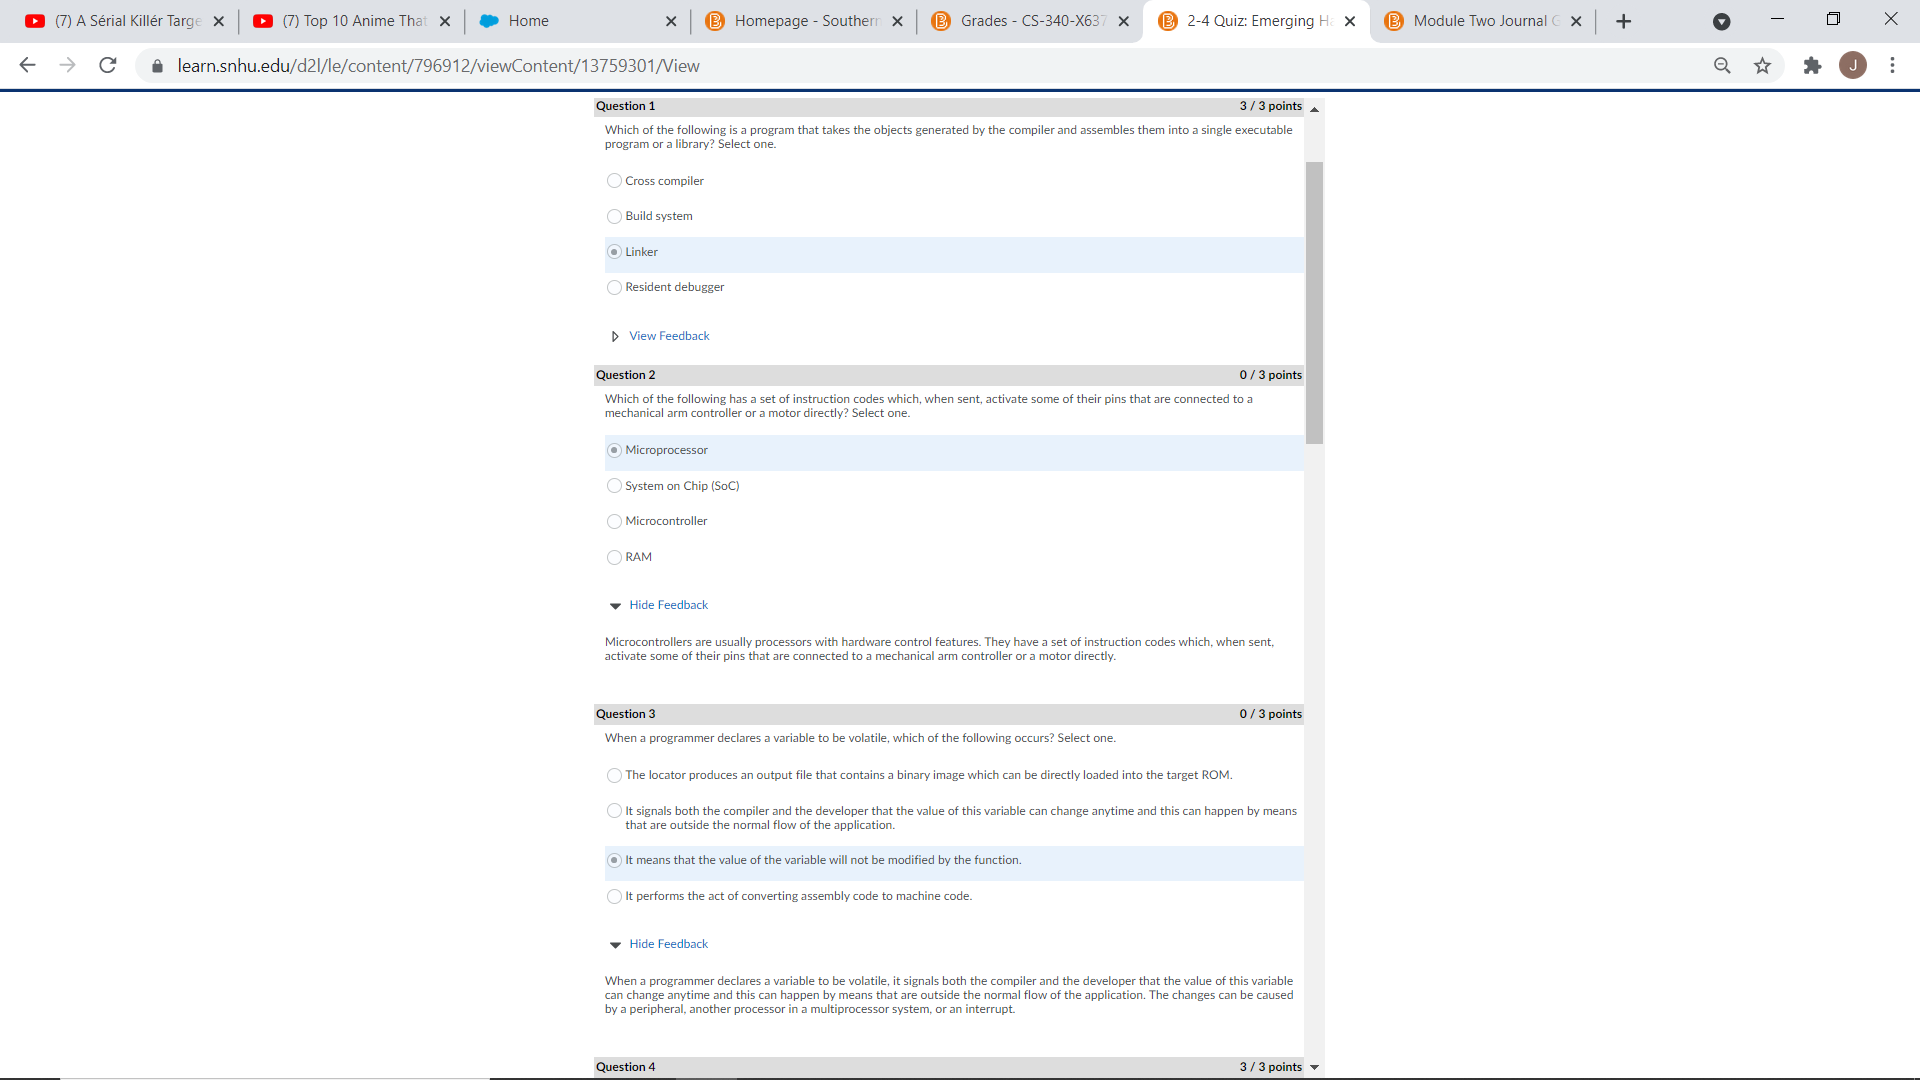 (7) A Sérial Killér Targe
(7) Top 10 Anime That
Home
Homepage - Southern
Grades - CS-340-X637
2-4 Quiz: Emerging Ha
Module Two Journal G
learn.snhu.edu/d2l/le/content/796912/viewContent/13759301/View
J
Question 1 3 / 3 points
Which of the following is a program that takes the objects generated by the compiler and assembles them into a single executable
program or a library? Select one.
Cross compiler
Build system
Linker
Resident debugger
View Feedback
Question 2 0 / 3 points
Which of the following has a set of instruction codes which, when sent, activate some of their pins that are connected to a
mechanical arm controller or a motor directly? Select one.
Microprocessor
System on Chip (SoC)
Microcontroller
RAM
Hide Feedback
Microcontrollers are usually processors with hardware control features. They have a set of instruction codes which, when sent,
activate some of their pins that are connected to a mechanical arm controller or a motor directly.
Question 3 0 / 3 points
When a programmer declares a variable to be volatile, which of the following occurs? Select one.
The locator produces an output file that contains a binary image which can be directly loaded into the target ROM.
It signals both the compiler and the developer that the value of this variable can change anytime and this can happen by means
that are outside the normal flow of the application.
It means that the value of the variable will not be modified by the function.
It performs the act of converting assembly code to machine code.
Hide Feedback
When a programmer declares a variable to be volatile, it signals both the compiler and the developer that the value of this variable
can change anytime and this can happen by means that are outside the normal flow of the application. The changes can be caused
by a peripheral, another processor in a multiprocessor system, or an interrupt.
Question 4 3 / 3 points